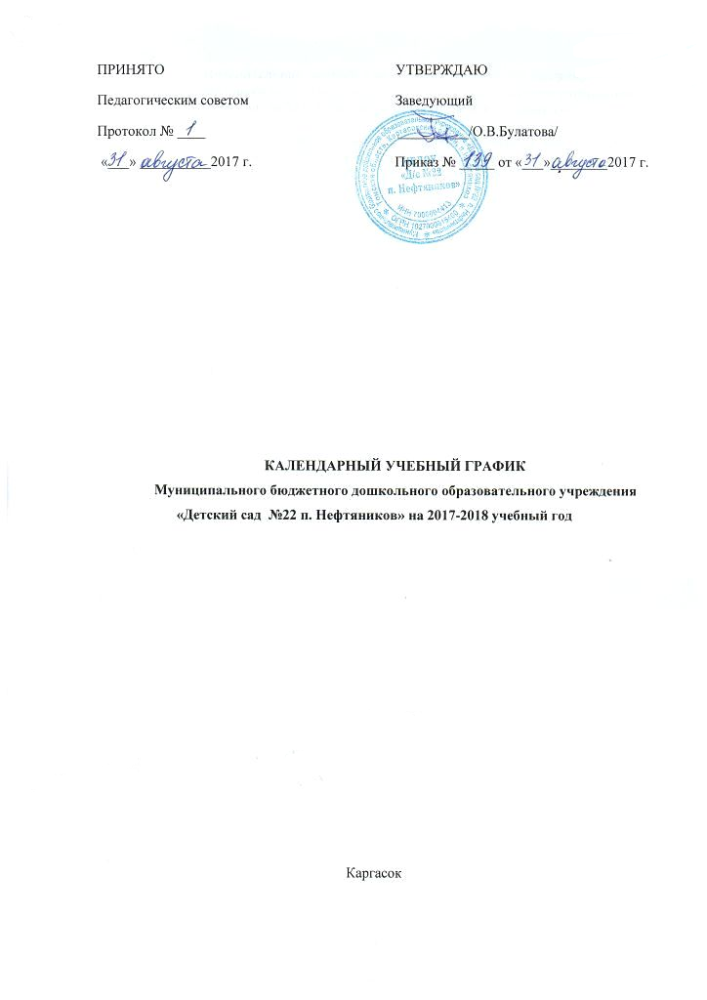 ПРИНЯТО
Педагогическим советом
Протокол № 1
«31» августа 2017 г.
УТВЕРЖДАЮ
Заведующий
/О.В.Булатова/
Приказ № 139 от «31» августа 2017 г.
«Д/с №22
п. Нефтяников»
КАЛЕНДАРНЫЙ УЧЕБНЫЙ ГРАФИК
Муниципального бюджетного дошкольного образовательного учреждения
«Детский сад №22 п. Нефтяников» на 2017-2018 учебный год
Каргасок